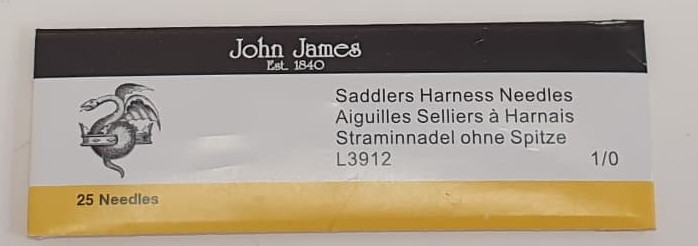 John James
Est. 1840
Saddlers Harness Needles
Aiguilles Selliers à Harnais
Straminnadel ohne Spitze
L3912 1/0
25 Needles